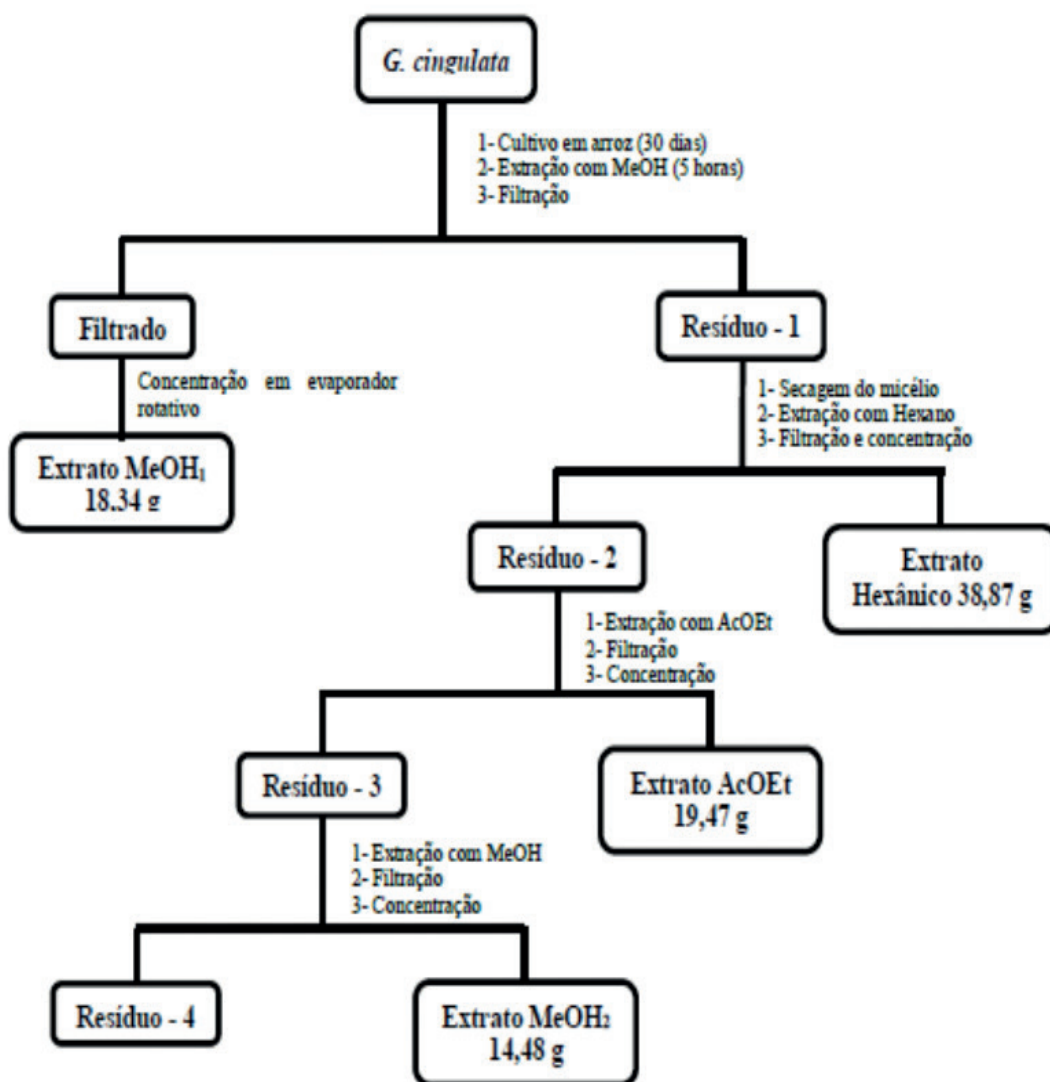 G. cingulata
1- Cultivo em arroz (30 dias)
2- Extração com MeOH (5 horas)
3- Filtração
Filtrado
Resíduo - 1
Concentração em evaporador
rotativo
1- Secagem do micélio
2- Extração com Hexano
3- Filtração e concentração
Extrato MeOH₁
18,34 g
Resíduo - 2
Extrato
Hexânico 38,87 g
1- Extração com AcOEt
2- Filtração
3- Concentração
Resíduo - 3
Extrato AcOEt
19,47 g
1- Extração com MeOH
2- Filtração
3- Concentração
Resíduo - 4
Extrato MeOH₂
14,48 g